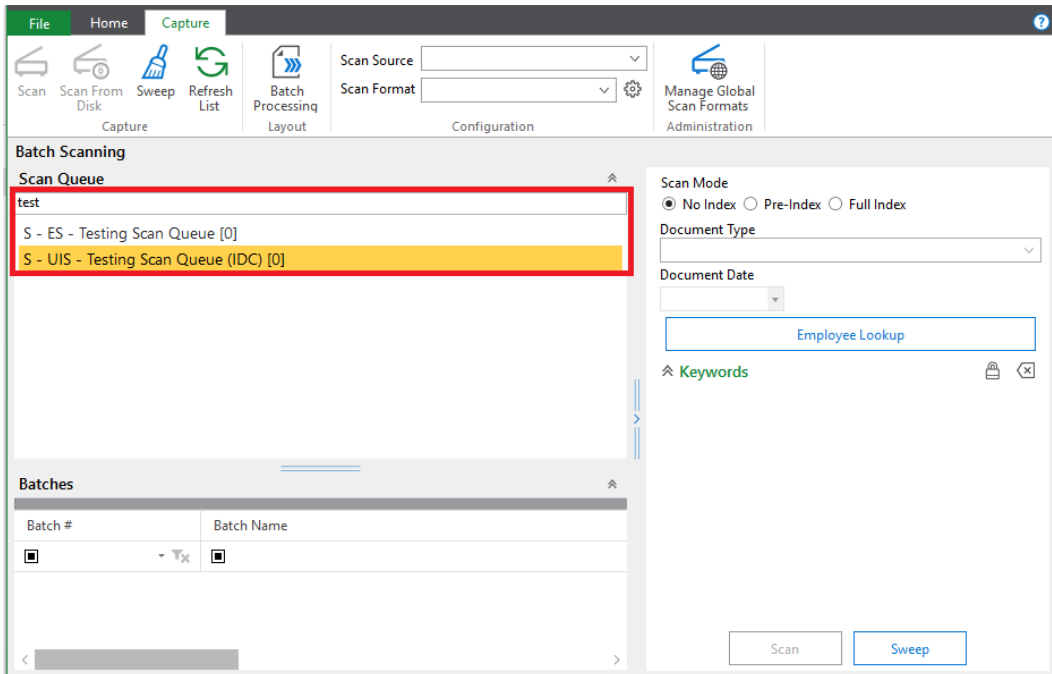 File Home Capture
Scan
Scan From Disk
Sweep
Refresh List
Capture
Batch Processing
Layout
Scan Source
Scan Format
Configuration
Manage Global Scan Formats
Administration
Batch Scanning
Scan Queue
test
S - ES - Testing Scan Queue [0]
S - UIS - Testing Scan Queue (IDC) [0]
Scan Mode
No Index Pre-Index Full Index
Document Type
Document Date
Employee Lookup
Keywords
Batches
Batch # Batch Name
Scan Sweep